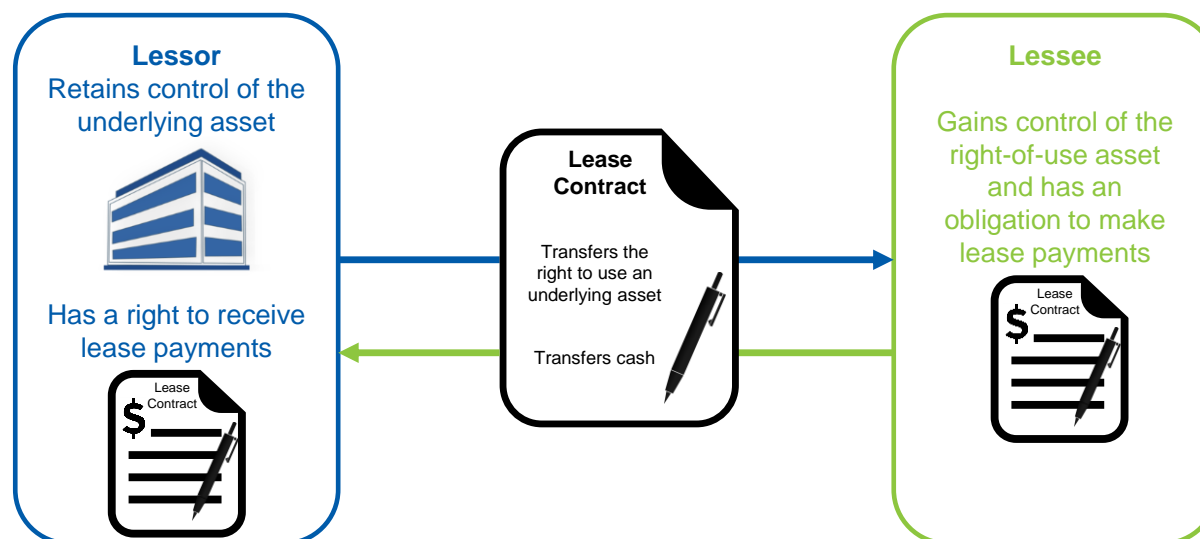 Lessor
Retains control of the
underlying asset
Has a right to receive
lease payments
Lease
Contract
$
Lease
Contract
Transfers the
right to use an
underlying asset
Transfers cash
Lessee
Gains control of the
right-of-use asset
and has an
obligation to make
lease payments
Lease
Contract
$